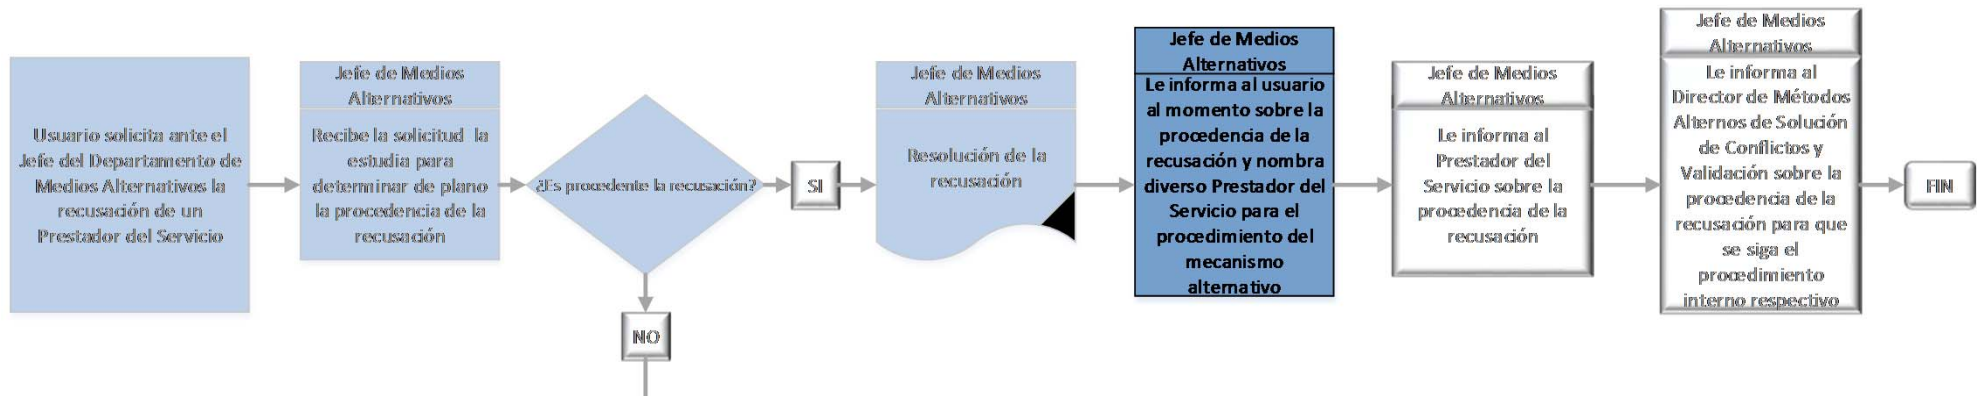 Usuario solicita ante el
Jefe del Departamento de
Medios Alternativos la
recusación de un
Prestador del Servicio
Jefe de Medios
Alternativos
Recibe la solicitud la
estudia para
determinar de plano
la procedencia de la
recusación
¿Es procedente la recusación?
SI
NO
Jefe de Medios
Alternativos
Resolución de la
recusación
Jefe de Medios
Alternativos
Le informa al usuario
al momento sobre la
procedencia de la
recusación y nombra
diverso Prestador del
Servicio para el
procedimiento del
mecanismo
alternativo
Jefe de Medios
Alternativos
Le informa al
Prestador del
Servicio sobre la
procedencia de la
recusación
Jefe de Medios
Alternativos
Le informa al
Director de Métodos
Alternos de Solución
de Conflictos y
Validación sobre la
procedencia de la
recusación para que
se siga el
procedimiento
interno respectivo
FIN